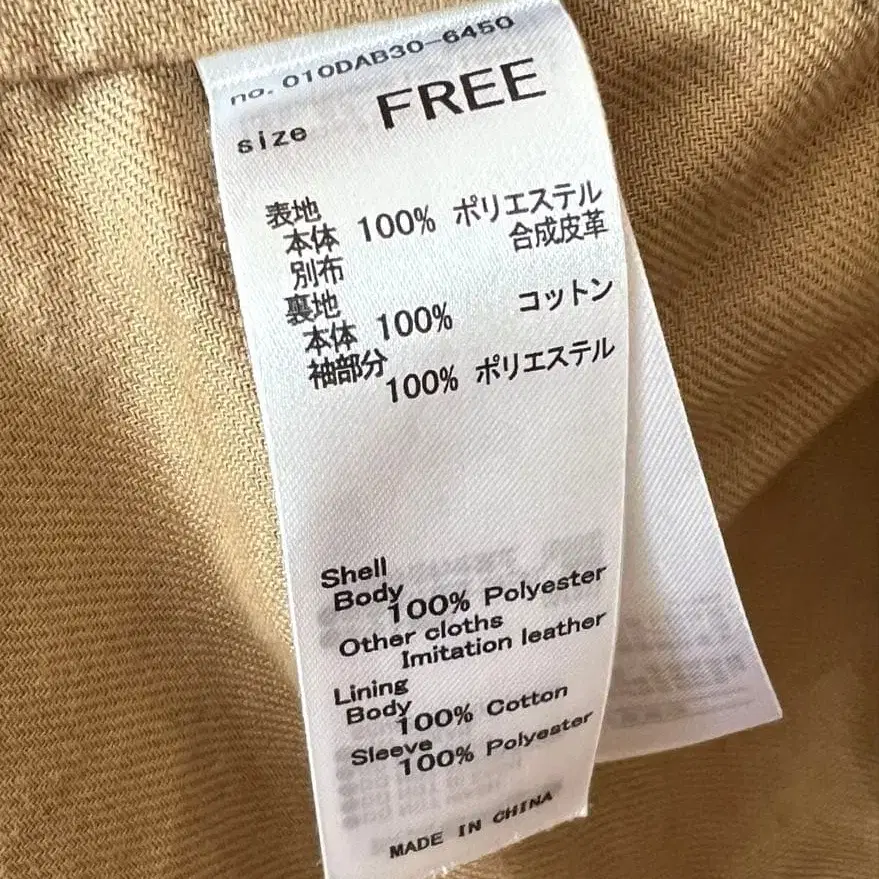 no. 010DAB30-6450
size FREE
表地
本体 100% ポリエステル
別布 合成皮革
裏地
本体 100% コットン
袖部分
100% ポリエステル
Shell
Body
100% Polyester
Other cloths
Imitation leather
Lining
Body
100% Cotton
Sleeve
100% Polyester
MADE IN CHINA